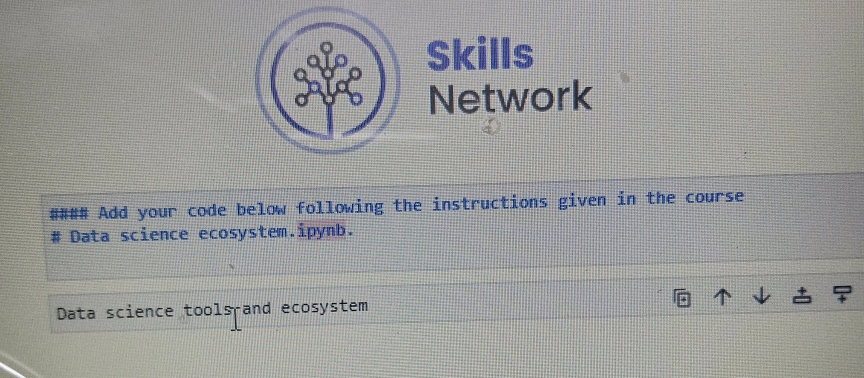 Skills
Network
#### Add your code below following the instructions given in the course
# Data science ecosystem.ipynb.
Data science tools and ecosystem